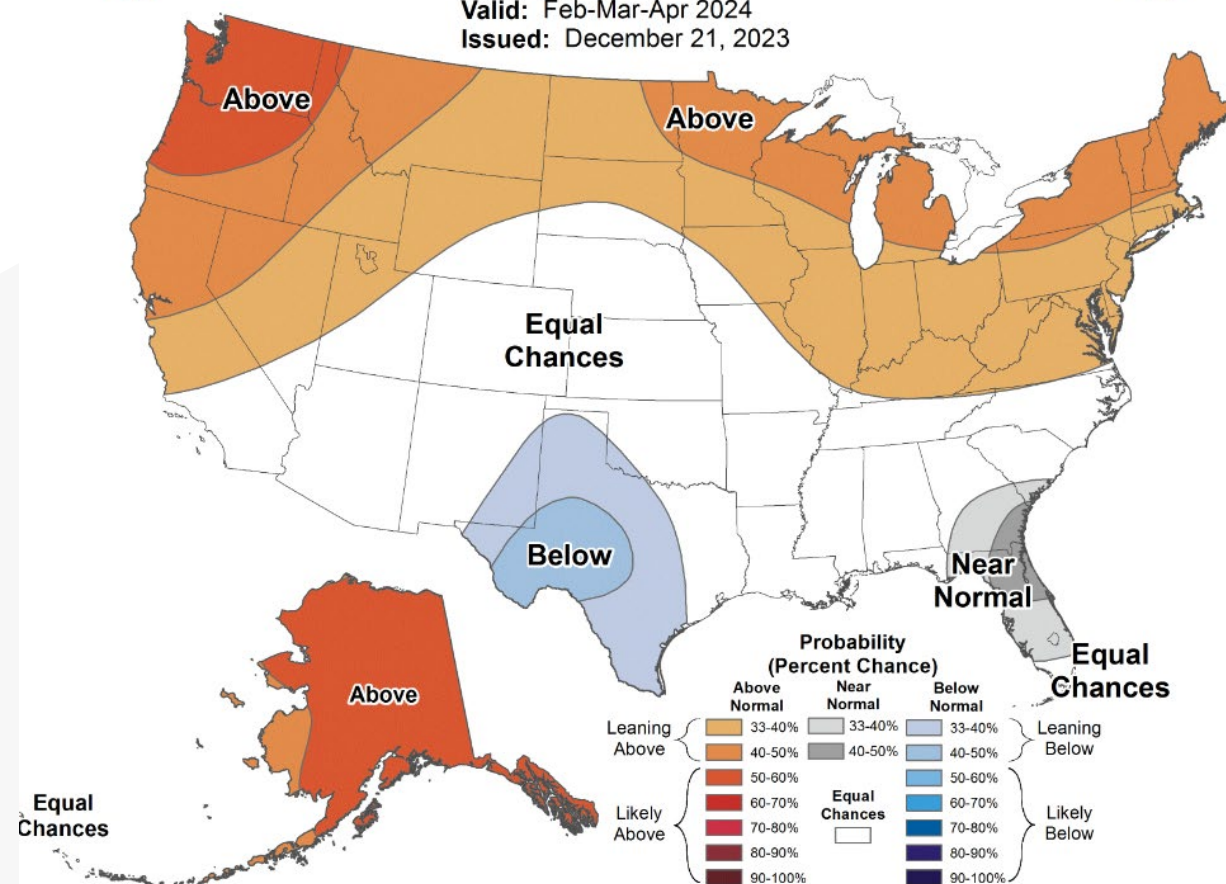 Valid: Feb-Mar-Apr 2024
Issued: December 21, 2023
Above
Above
Equal
Chances
Below
Near
Normal
Equal
Chances
Above
Equal
Chances
Probability
(Percent Chance)
Above
Normal
Near
Normal
Below
Normal
Leaning
Above
33-40%
40-50%
Likely
Above
50-60%
60-70%
70-80%
80-90%
90-100%
33-40%
40-50%
Equal
Chances
33-40%
40-50%
Leaning
Below
50-60%
60-70%
70-80%
80-90%
90-100%
Likely
Below